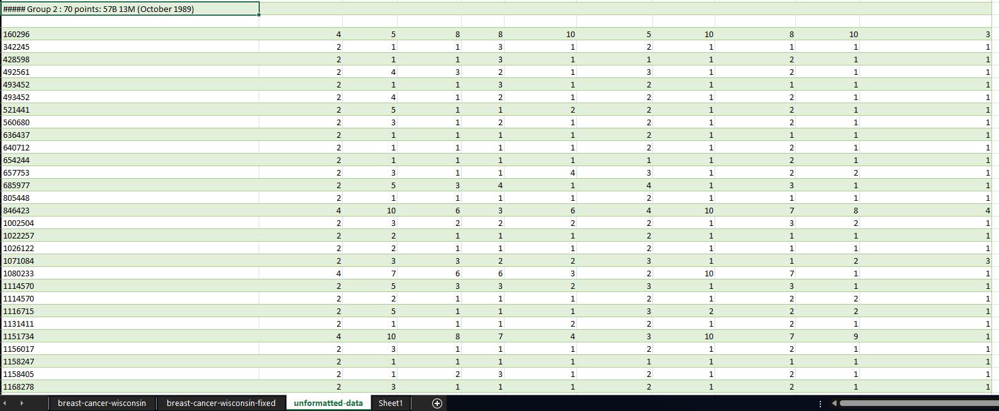 ##### Group 2 : 70 points: 57B 13M (October 1989)
160296 4 5 8 8 10 5 10 8 10 3
342245 2 1 1 3 1 2 1 1 1 1
428598 2 1 1 3 1 1 1 2 1 1
492561 2 4 3 2 1 3 1 2 1 1
493452 2 1 1 3 1 2 1 1 1 1
493452 2 4 1 2 1 2 1 2 1 1
521441 2 5 1 1 2 2 1 2 1 1
560680 2 3 1 2 1 2 1 2 1 1
636437 2 1 1 1 1 2 1 1 1 1
640712 2 1 1 1 1 2 1 2 1 1
654244 2 1 1 1 1 1 1 2 1 1
657753 2 3 1 1 4 3 1 2 2 1
685977 2 5 3 4 1 4 1 3 1 1
805448 2 1 1 1 1 2 1 1 1 1
846423 4 10 6 3 6 4 10 7 8 4
1002504 2 3 2 2 2 2 1 3 2 1
1022257 2 2 1 1 1 2 1 1 1 1
1026122 2 2 1 1 1 2 1 1 1 1
1071084 2 3 3 2 2 3 1 1 2 3
1080233 4 7 6 6 3 2 10 7 1 1
1114570 2 5 3 3 2 3 1 3 1 1
1114570 2 2 1 1 1 2 1 2 2 1
1116715 2 5 1 1 1 3 2 2 2 1
1131411 2 1 1 1 2 2 1 2 1 1
1151734 4 10 8 7 4 3 10 7 9 1
1156017 2 3 1 1 1 2 1 2 1 1
1158247 2 1 1 1 1 1 1 1 1 1
1158405 2 1 2 3 1 2 1 2 1 1
1168278 2 3 1 1 1 2 1 2 1 1
breast-cancer-wisconsin breast-cancer-wisconsin-fixed unformatted-data Sheet1